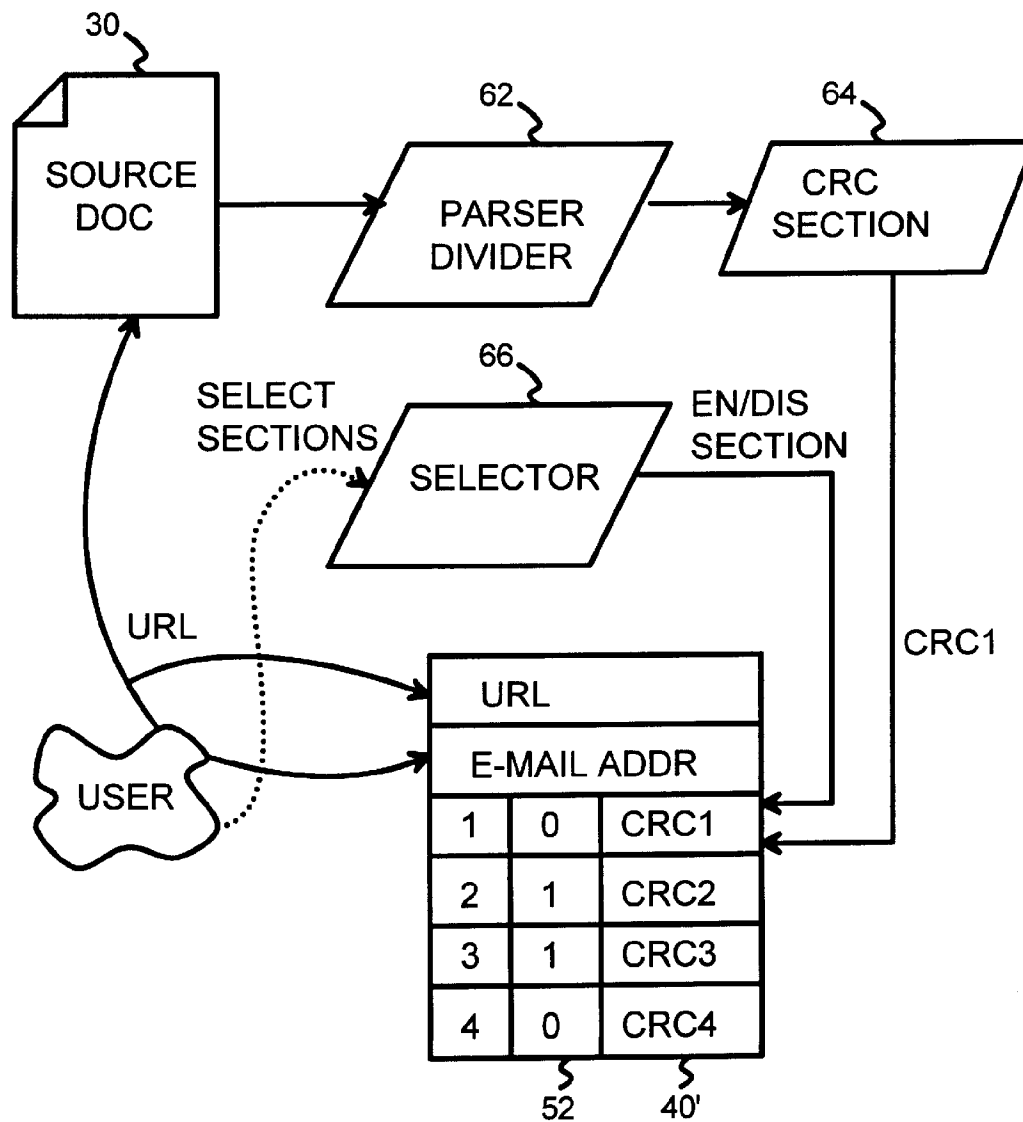 30
62
64
SOURCE
DOC
PARSER
DIVIDER
CRC
SECTION
66
SELECT
SECTIONS
SELECTOR
EN/DIS
SECTION
URL
CRC1
URL
E-MAIL ADDR
USER
1 0 CRC1
2 1 CRC2
3 1 CRC3
4 0 CRC4
52 40'